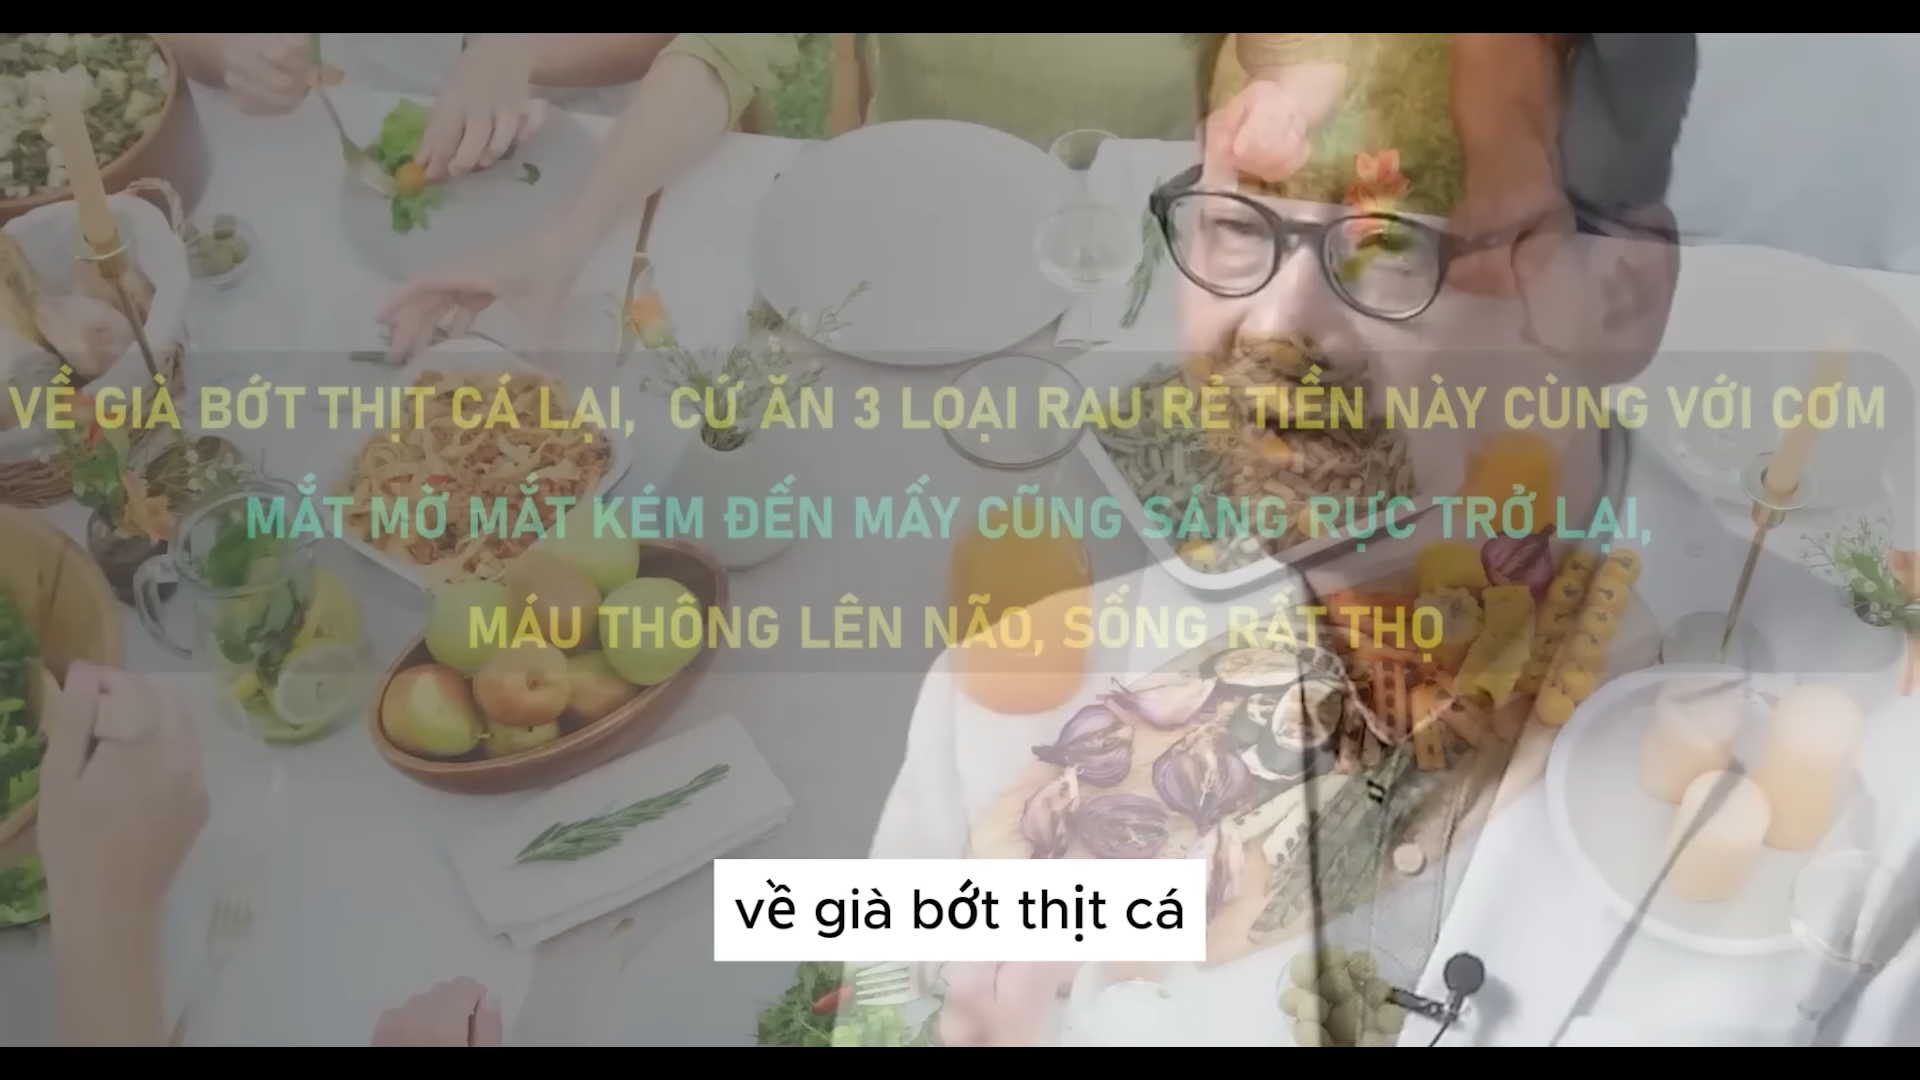 VỀ GIÀ BỚT THỊT CÁ LẠI, CỨ ĂN 3 LOẠI RAU RẺ TIỀN NÀY CÙNG VỚI CƠM
MẮT MỜ MẮT KÉM ĐẾN MẤY CŨNG SÁNG RỰC TRỞ LẠI,
MÁU THÔNG LÊN NÃO, SỐNG RẤT THỌ
về già bớt thịt cá